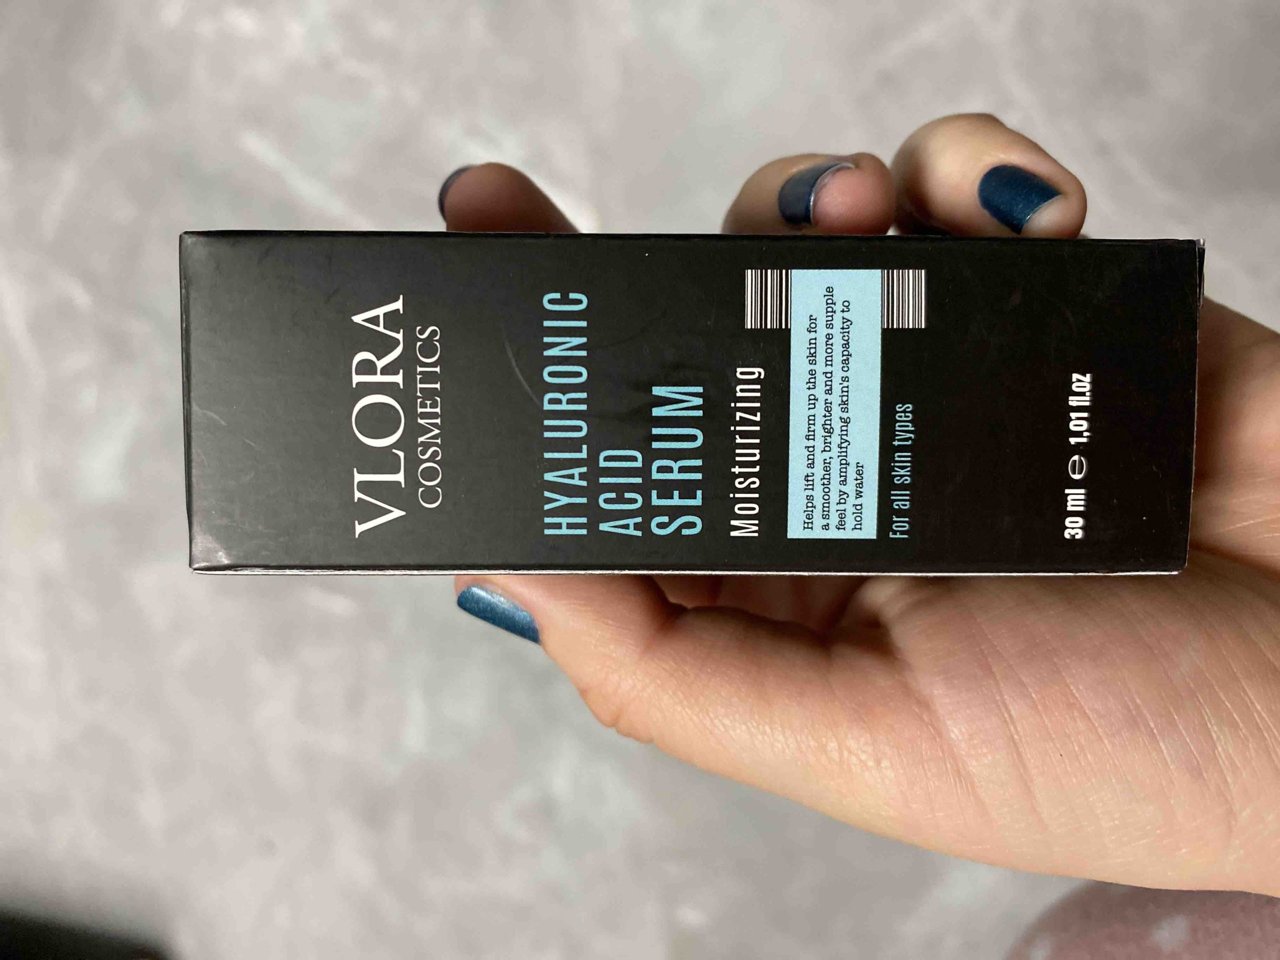 VLORA
COSMETICS
HYALURONIC
ACID
SERUM
Moisturizing
Helps lift and firm up the skin for
a smoother, brighter and more supple
feel by amplifying skin's capacity to
hold water
For all skin types
30 ml ℮ 1,01 fl.oz